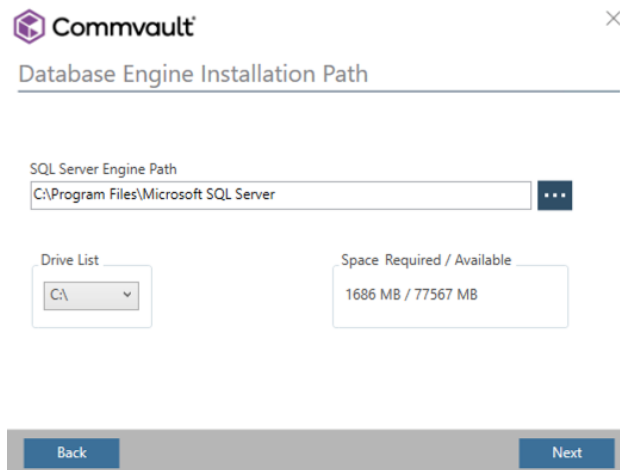 Commvault
Database Engine Installation Path
SQL Server Engine Path
C:\Program Files\Microsoft SQL Server
...
Drive List
C:\
Space Required / Available
1686 MB / 77567 MB
Back
Next